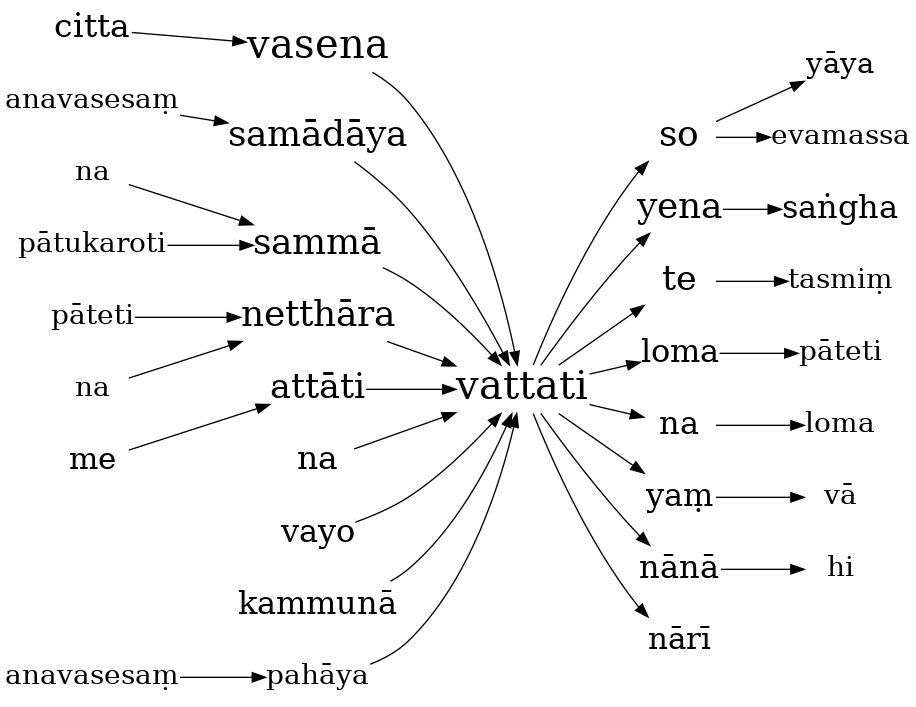 citta
vasena
anavasesaṃ
samādāya
na
pātukaroti
sammā
pāteti
netthāra
na
attāti
me
na
vayo
kammunā
anavasesaṃ
pahāya
vattati
so
yāya
evamassa
yena
saṅgha
te
tasmiṃ
loma
pāteti
na
loma
yaṃ
vā
nānā
hi
nārī